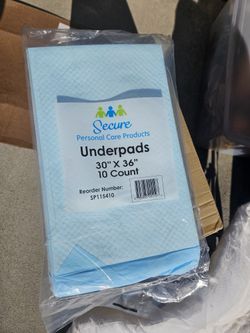 Secure
Personal Care Products
Underpads
30" X 36"
10 Count
Reorder Number:
SP115410